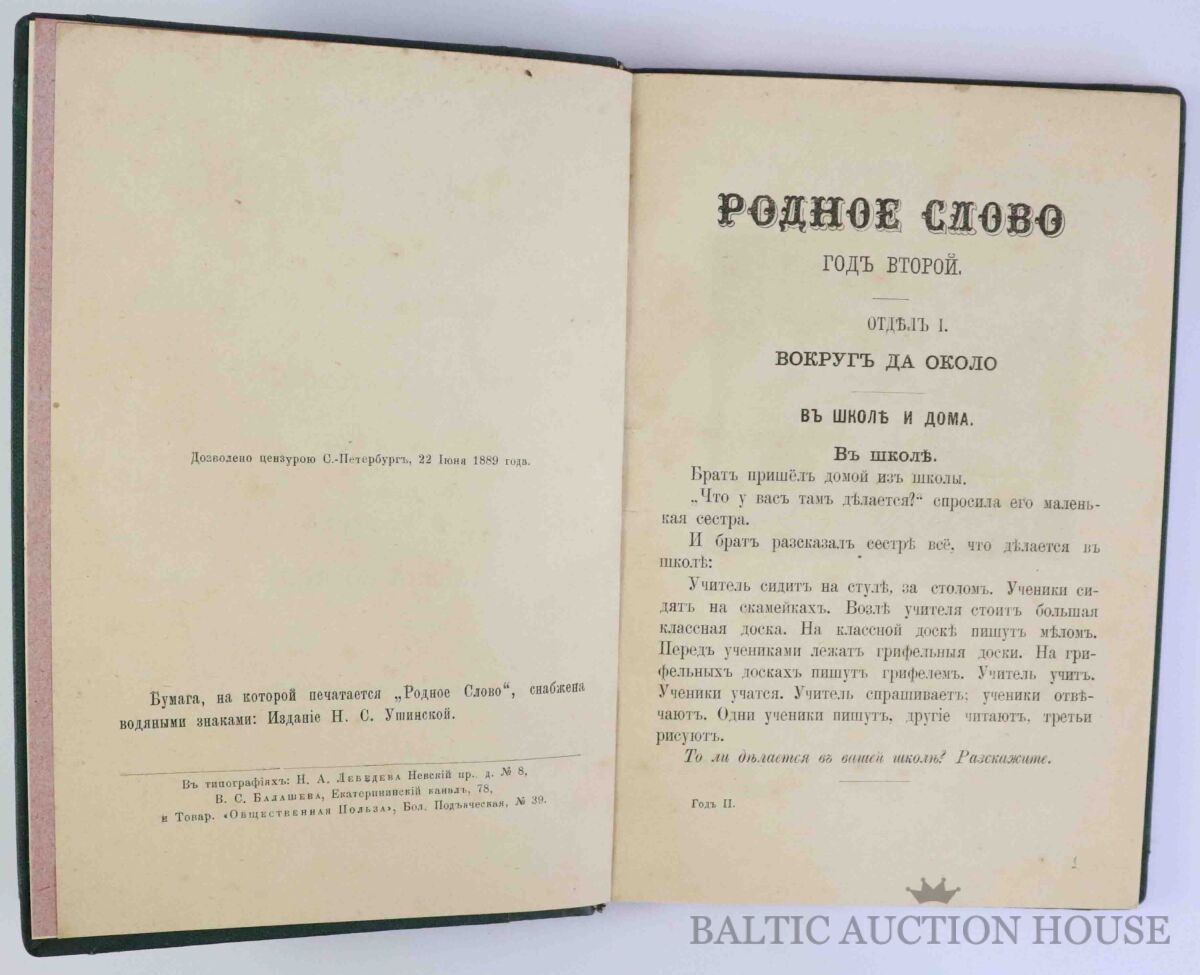 Дозволено цензурою С.-Петербургъ, 22 Іюня 1889 года.
Бумага, на которой печатается „Родное Слово“, снабжена
водяными знаками: Изданіе Н. С. Ушинской.
Въ типографіяхъ: Н. А. Лебедева Невскій пр. д. № 8,
В. С. Балашева, Екатерининскій каналъ, 78,
и Товар. «Общественная Польза», Бол. Подъяческая, № 39.
РОДНОЕ СЛОВО
ГОДЪ ВТОРОЙ.
ОТДѢЛЪ I.
ВОКРУГЪ ДА ОКОЛО
ВЪ ШКОЛѢ И ДОМА.
Въ школѣ.
Братъ пришёлъ домой изъ школы.
„Что у васъ тамъ дѣлается?“ спросила его малень-
кая сестра.
И братъ разсказалъ сестрѣ всё, что дѣлается въ
школѣ:
Учитель сидитъ на стулѣ, за столомъ. Ученики си-
дятъ на скамейкахъ. Возлѣ учителя стоитъ большая
классная доска. На классной доскѣ пишутъ мѣломъ.
Передъ учениками лежатъ грифельныя доски. На гри-
фельныхъ доскахъ пишутъ грифелемъ. Учитель учитъ.
Ученики учатся. Учитель спрашиваетъ; ученики отвѣ-
чаютъ. Одни ученики пишутъ, другіе читаютъ, третьи
рисуютъ.
То ли дѣлается въ вашей школѣ? Разскажите.
Годъ II.
1
BALTIC AUCTION HOUSE